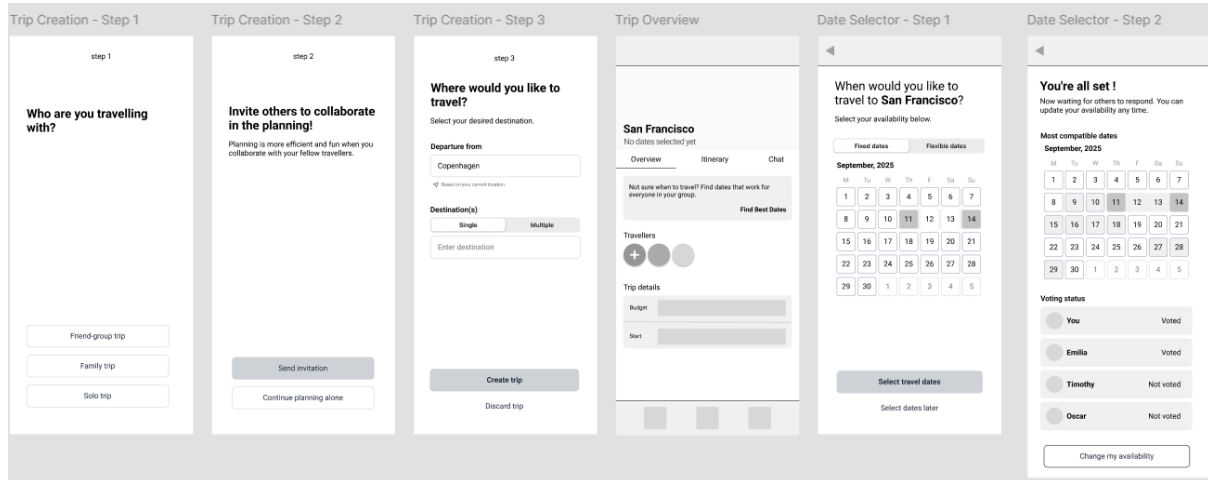 Trip Creation - Step 1
step 1
Who are you travelling
with?
Friend-group trip
Family trip
Solo trip
Trip Creation - Step 2
step 2
Invite others to collaborate
in the planning!
Planning is more efficient and fun when you
collaborate with your fellow travellers.
Send invitation
Continue planning alone
Trip Creation - Step 3
step 3
Where would you like to
travel?
Select your desired destination.
Departure from
Copenhagen
Based on your current location
Destination(s)
Single Multiple
Enter destination
Create trip
Discard trip
Trip Overview
San Francisco
No dates selected yet
Overview Itinerary Chat
Not sure when to travel? Find dates that work for
everyone in your group.
Find Best Dates
Travellers
+
Trip details
Budget
Start
Date Selector - Step 1
When would you like to
travel to San Francisco?
Select your availability below.
Fixed dates Flexible dates
September, 2025
M Tu W Th F Sa Su
1 2 3 4 5 6 7
8 9 10 11 12 13 14
15 16 17 18 19 20 21
22 23 24 25 26 27 28
29 30 1 2 3 4 5
Select travel dates
Select dates later
Date Selector - Step 2
You're all set !
Now waiting for others to respond. You can
update your availability any time.
Most compatible dates
September, 2025
M Tu W Th F Sa Su
1 2 3 4 5 6 7
8 9 10 11 12 13 14
15 16 17 18 19 20 21
22 23 24 25 26 27 28
29 30 1 2 3 4 5
Voting status
You Voted
Emilia Voted
Timothy Not voted
Oscar Not voted
Change my availability